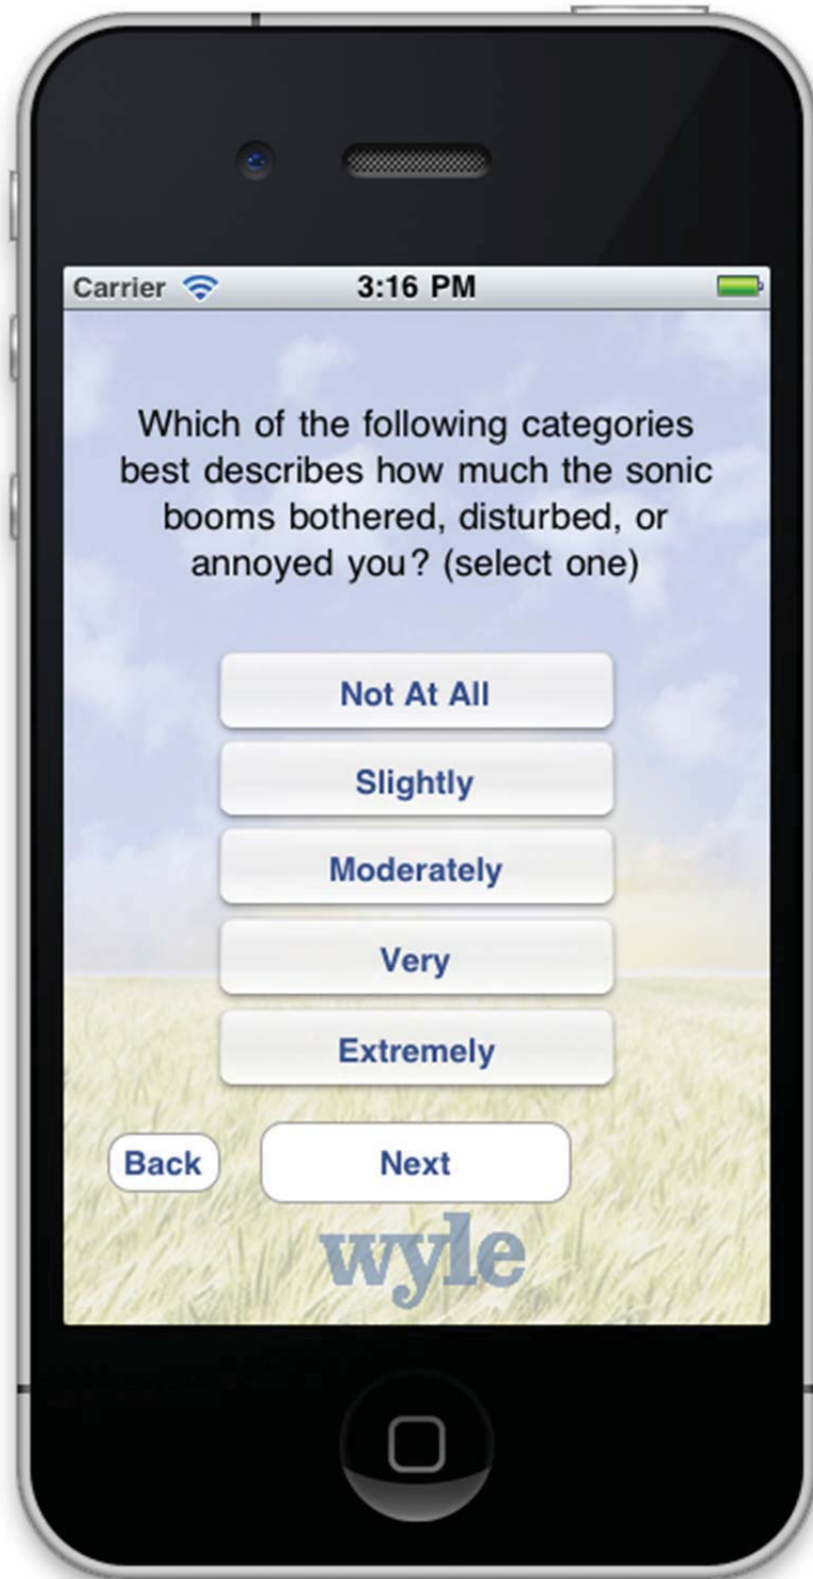 Carrier 3:16 PM
Which of the following categories
best describes how much the sonic
booms bothered, disturbed, or
annoyed you? (select one)
Not At All
Slightly
Moderately
Very
Extremely
Back Next
wyle